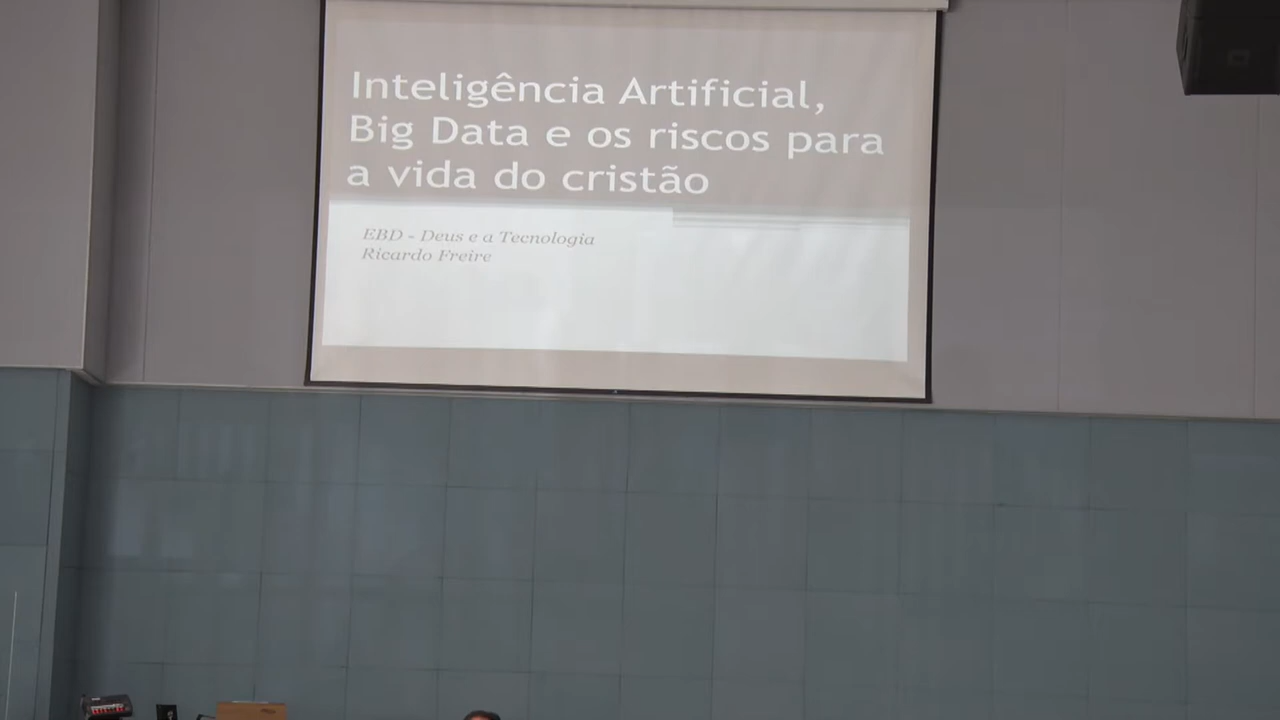 Inteligência Artificial,
Big Data e os riscos para
a vida do cristão
EBD - Deus e a Tecnologia
Ricardo Freire